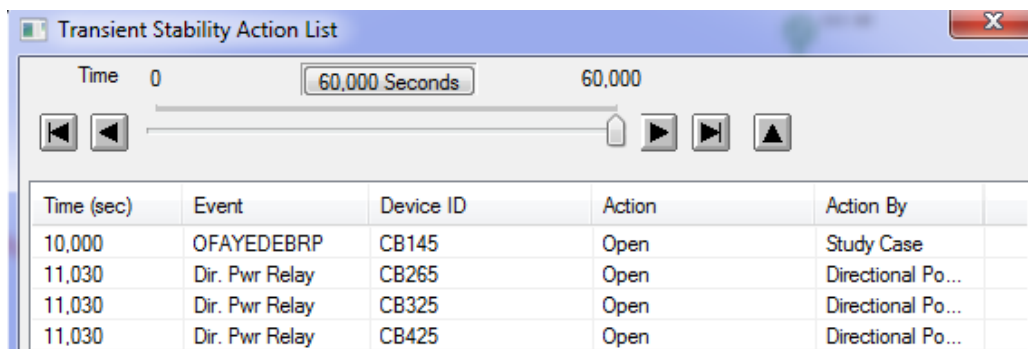 Transient Stability Action List
Time 0 60,000 Seconds 60,000
Time (sec) Event Device ID Action Action By
10,000 OFAYEDEBRP CB145 Open Study Case
11,030 Dir. Pwr Relay CB265 Open Directional Po...
11,030 Dir. Pwr Relay CB325 Open Directional Po...
11,030 Dir. Pwr Relay CB425 Open Directional Po...